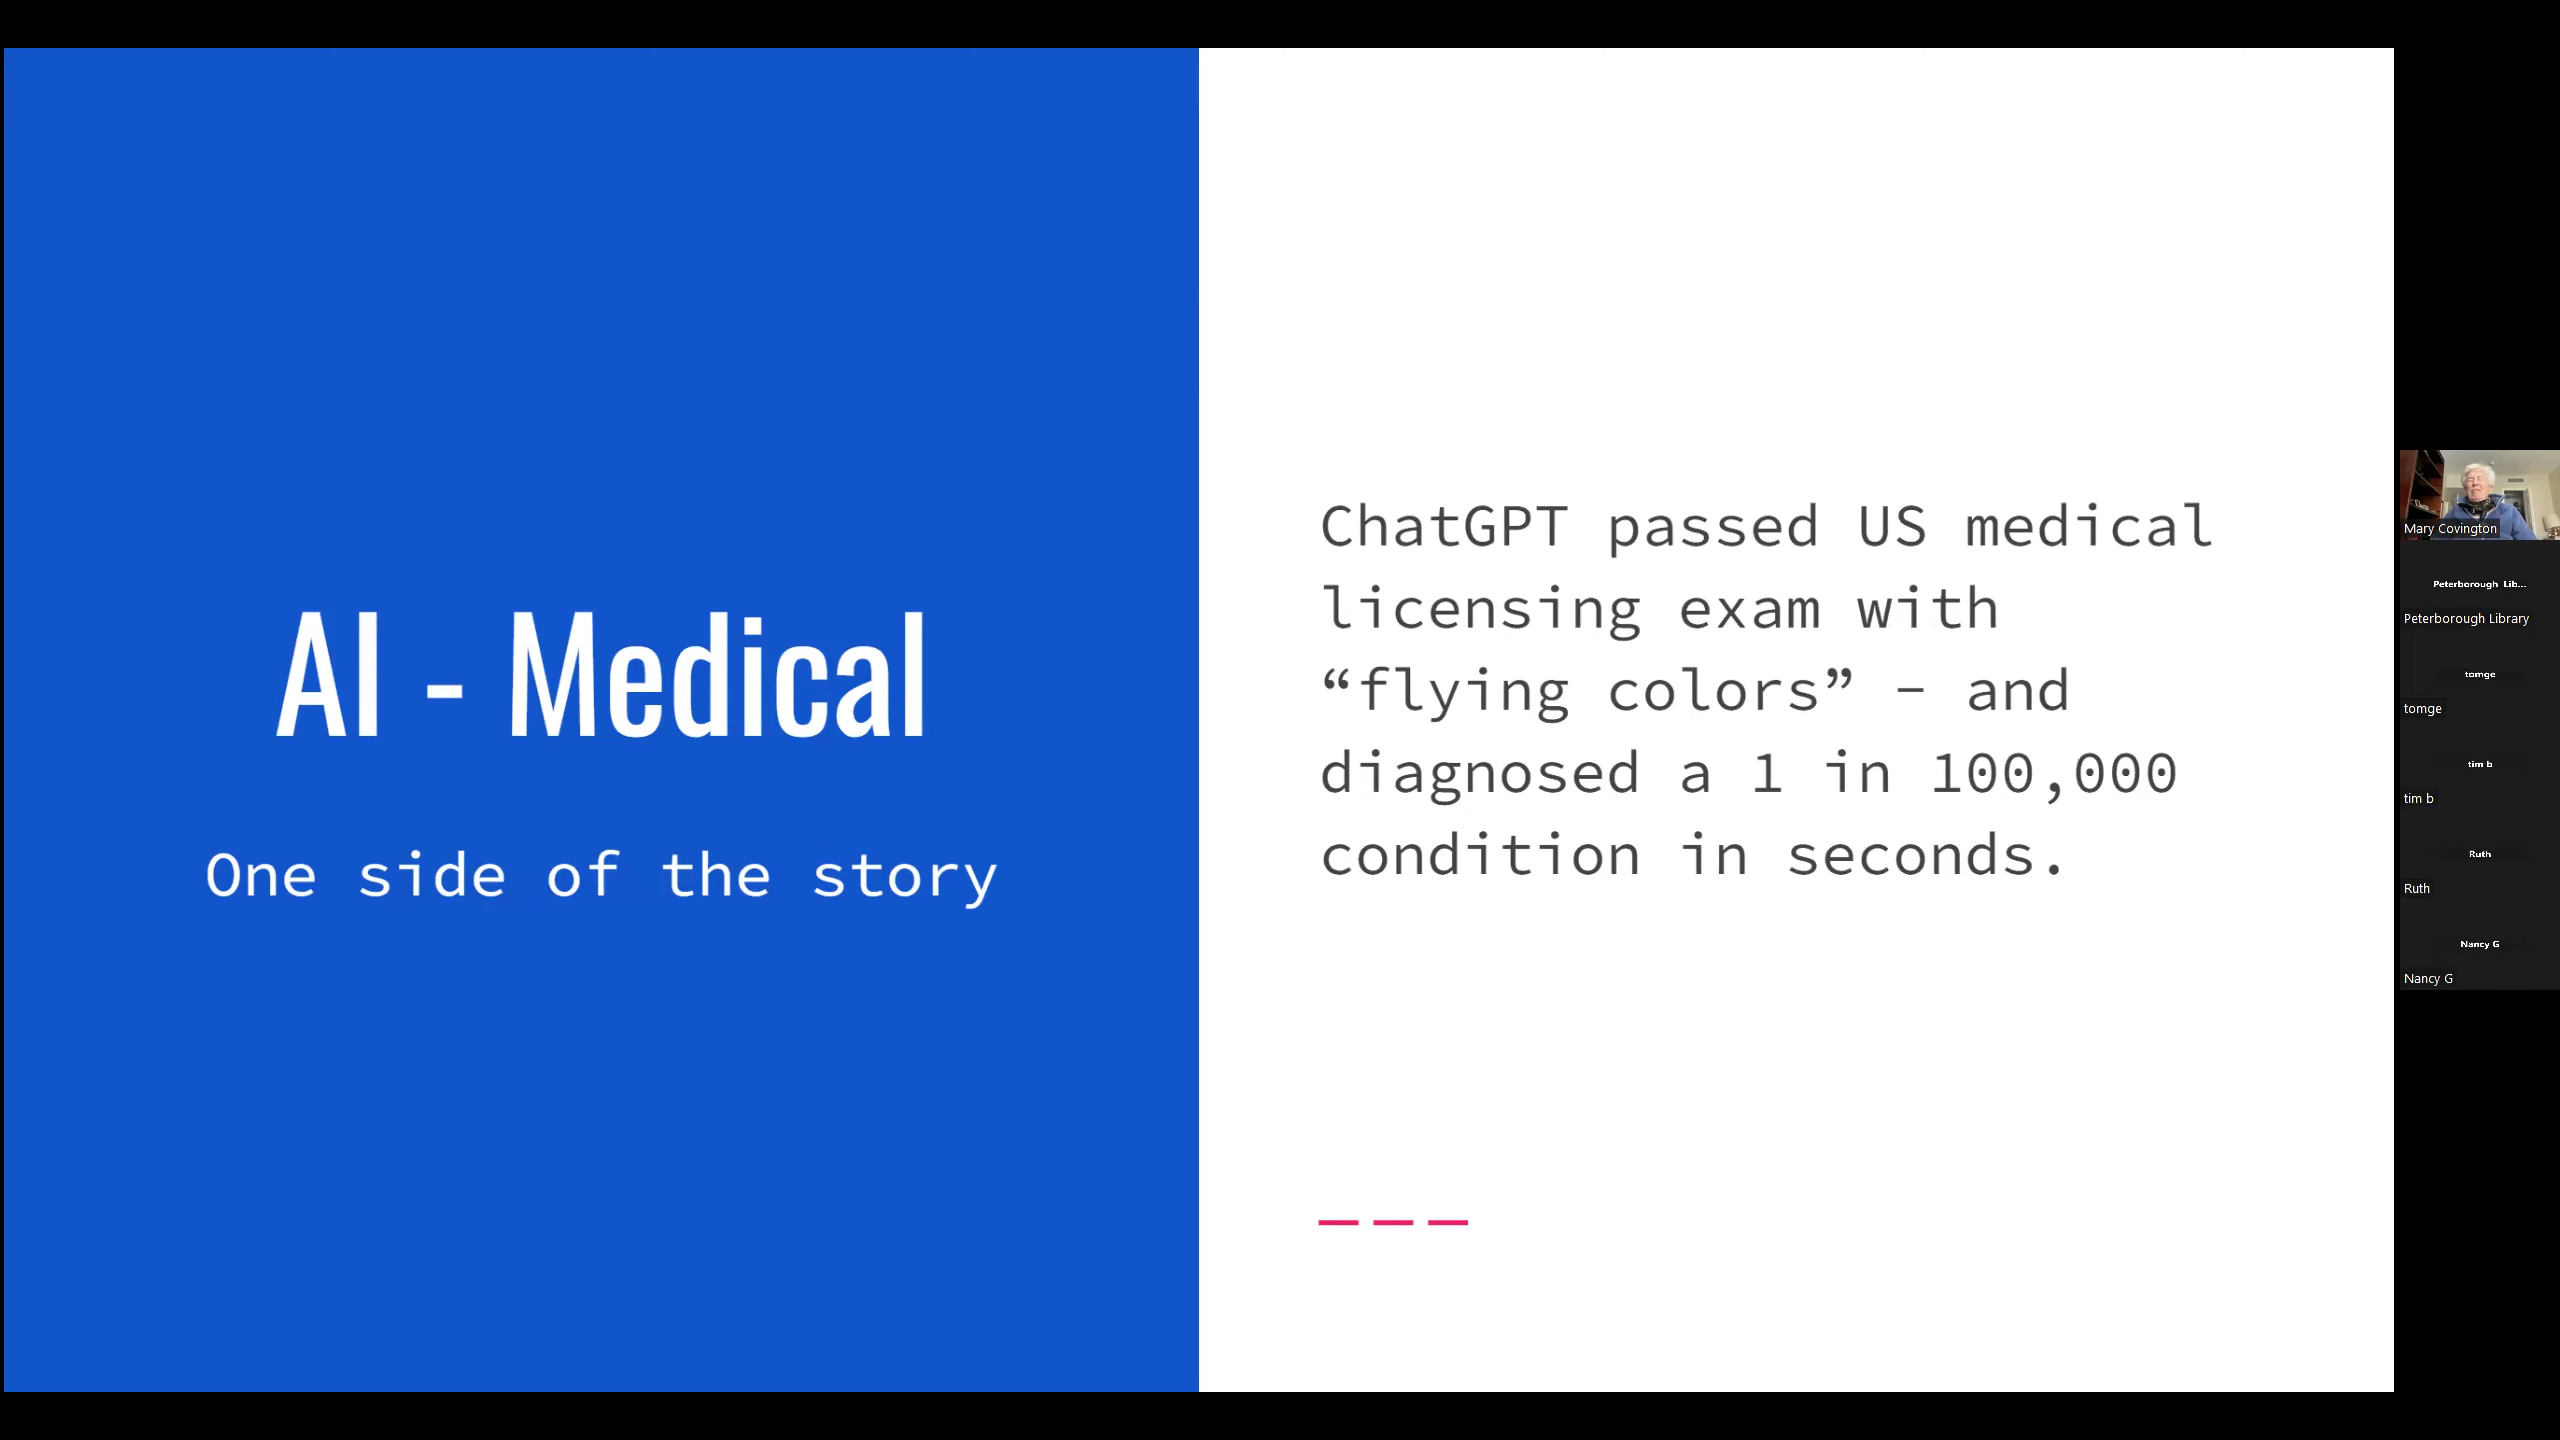 AI - Medical
One side of the story
ChatGPT passed US medical
licensing exam with
“flying colors” – and
diagnosed a 1 in 100,000
condition in seconds.
Mary Covington
Peterborough Lib...
Peterborough Library
tomge
tomge
tim b
tim b
Ruth
Ruth
Nancy G
Nancy G